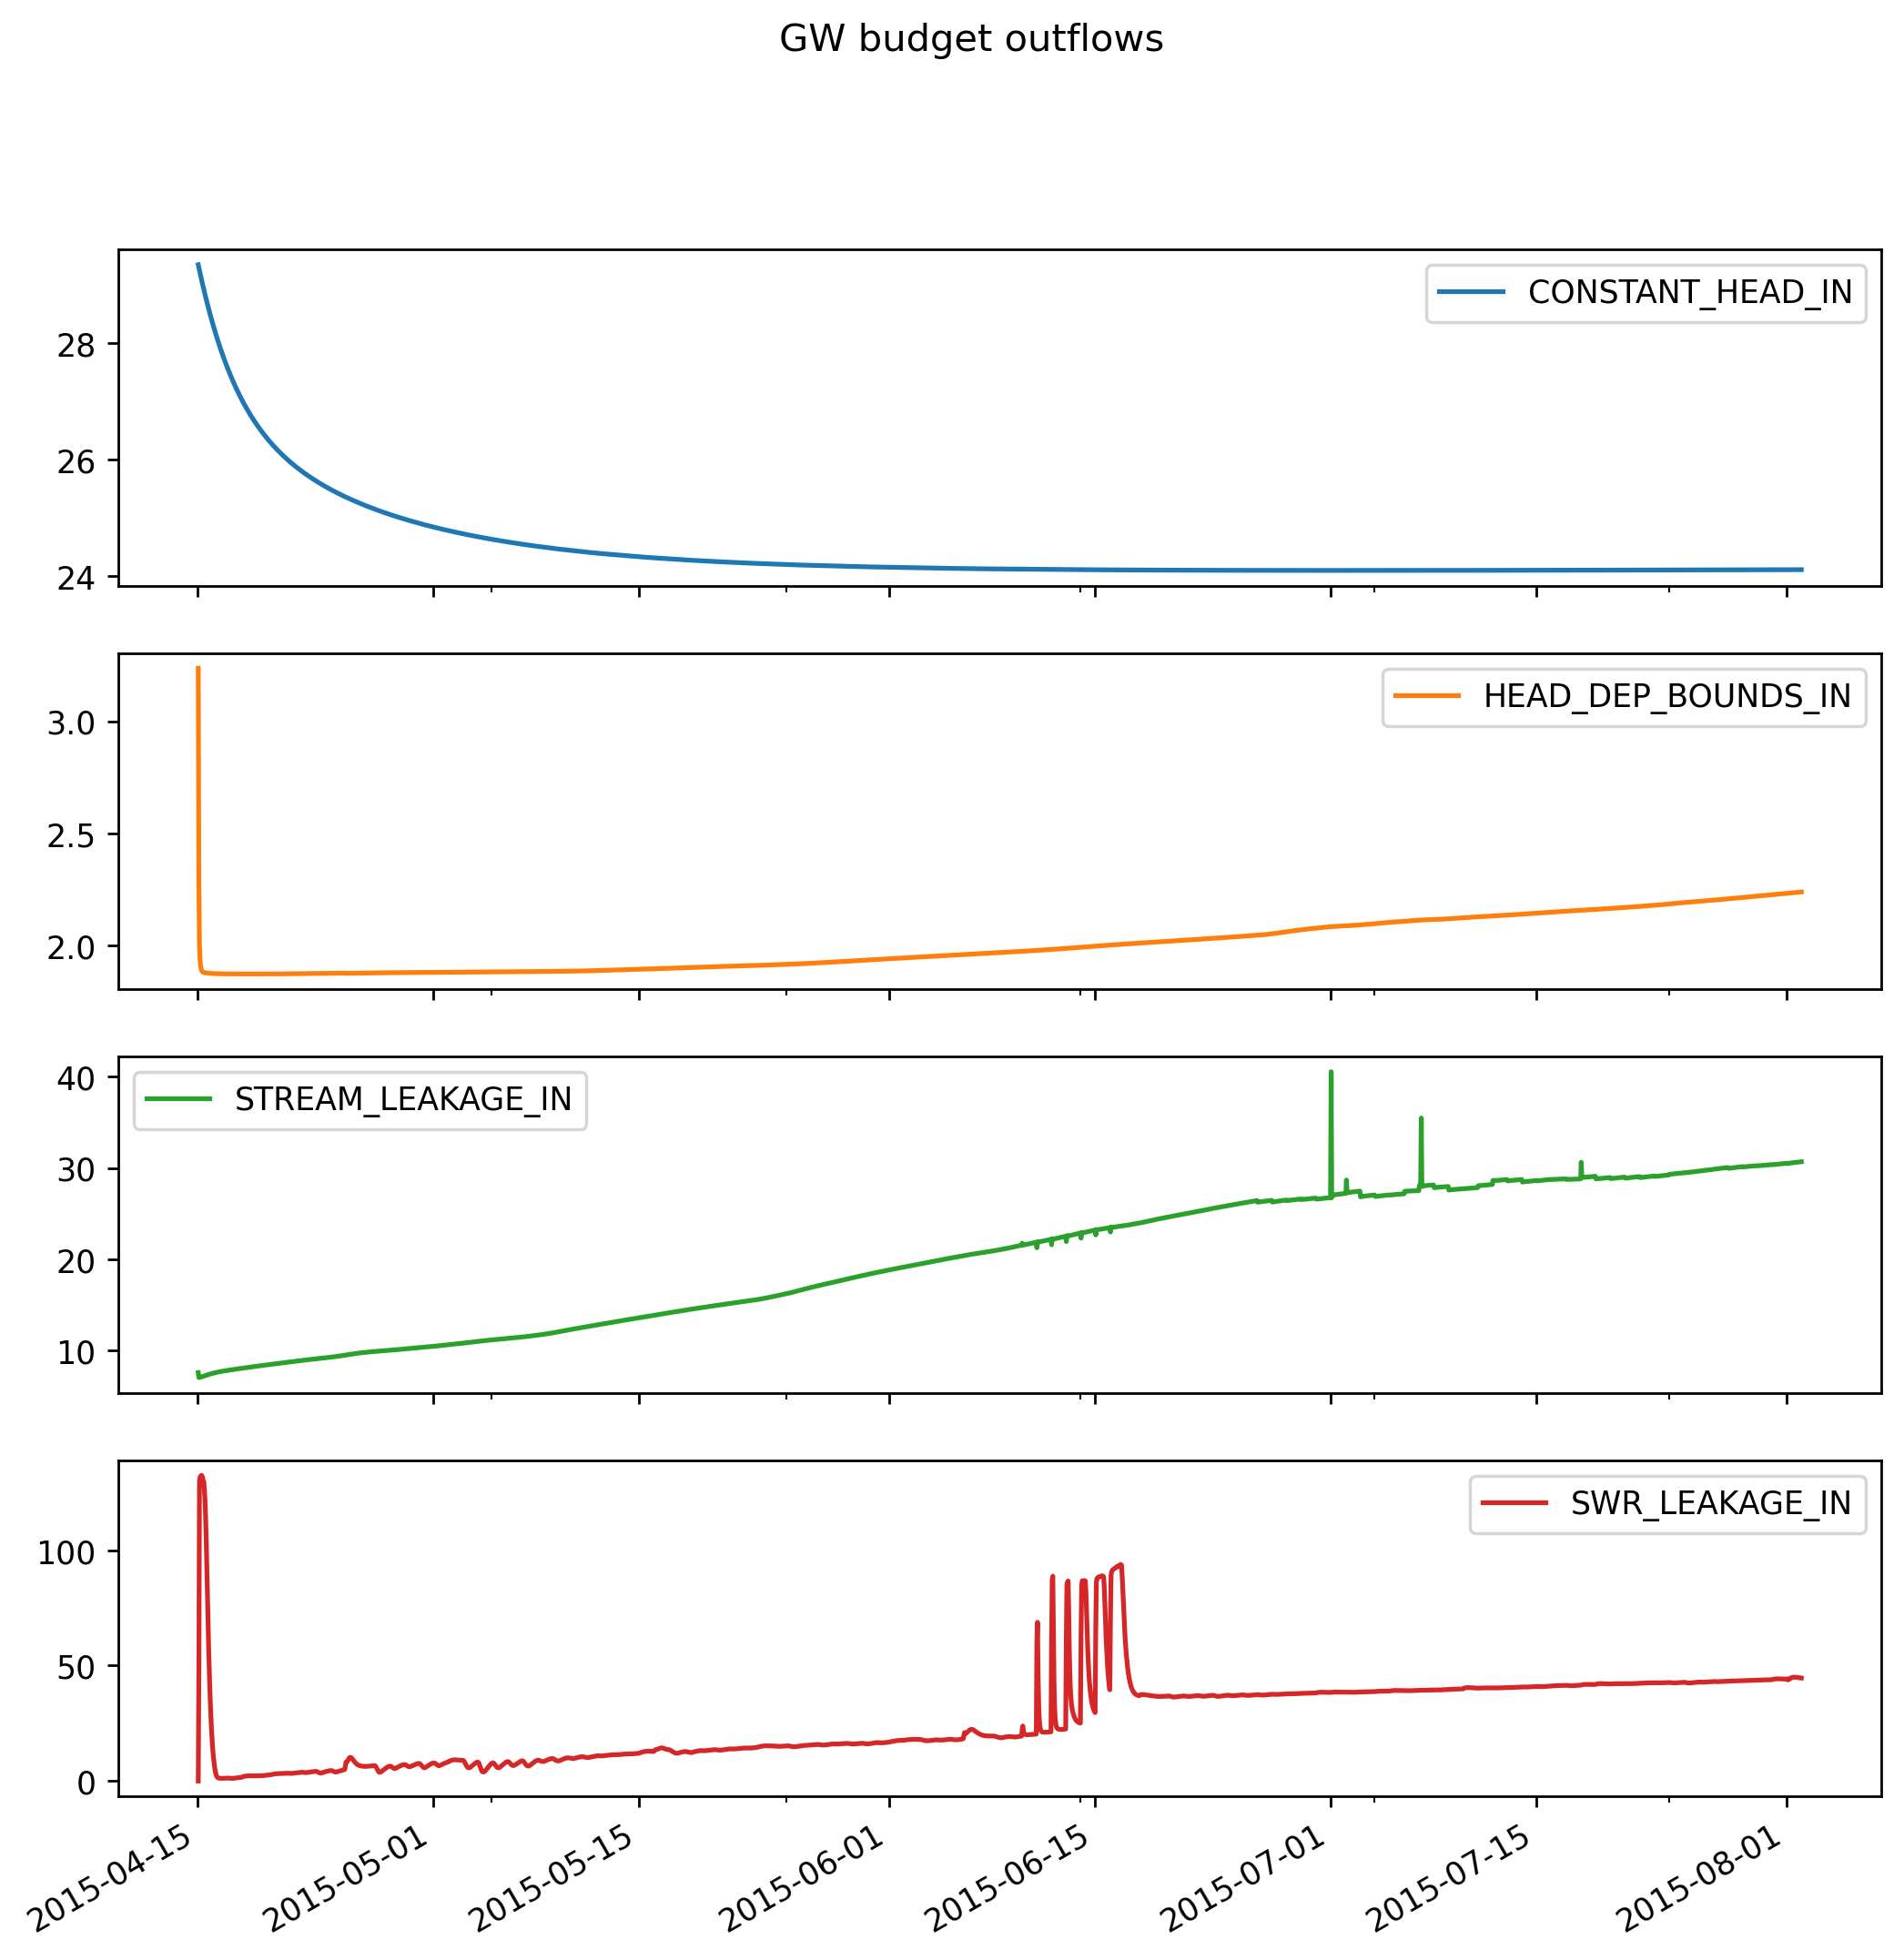 GW budget outflows
CONSTANT_HEAD_IN
28
26
24
HEAD_DEP_BOUNDS_IN
3.0
2.5
2.0
STREAM_LEAKAGE_IN
40
30
20
10
SWR_LEAKAGE_IN
100
50
0
2015-04-15 2015-05-01 2015-05-15 2015-06-01 2015-06-15 2015-07-01 2015-07-15 2015-08-01